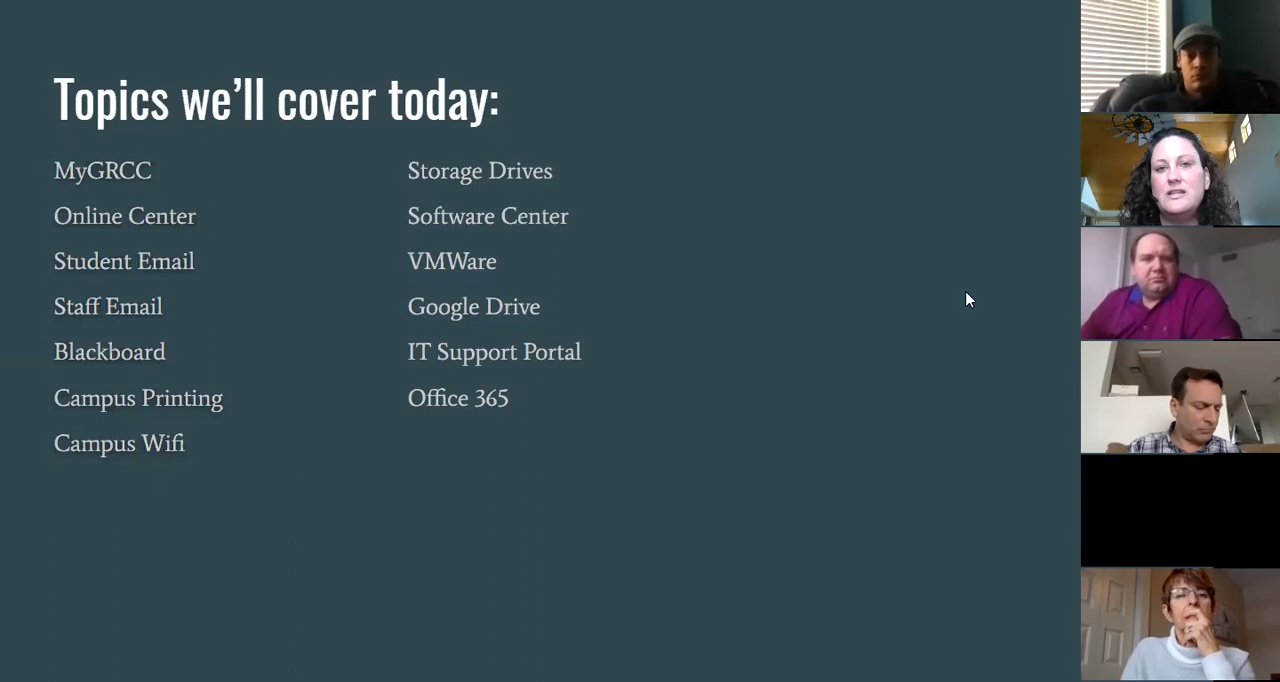 Topics we’ll cover today:
MyGRCC
Online Center
Student Email
Staff Email
Blackboard
Campus Printing
Campus Wifi
Storage Drives
Software Center
VMWare
Google Drive
IT Support Portal
Office 365